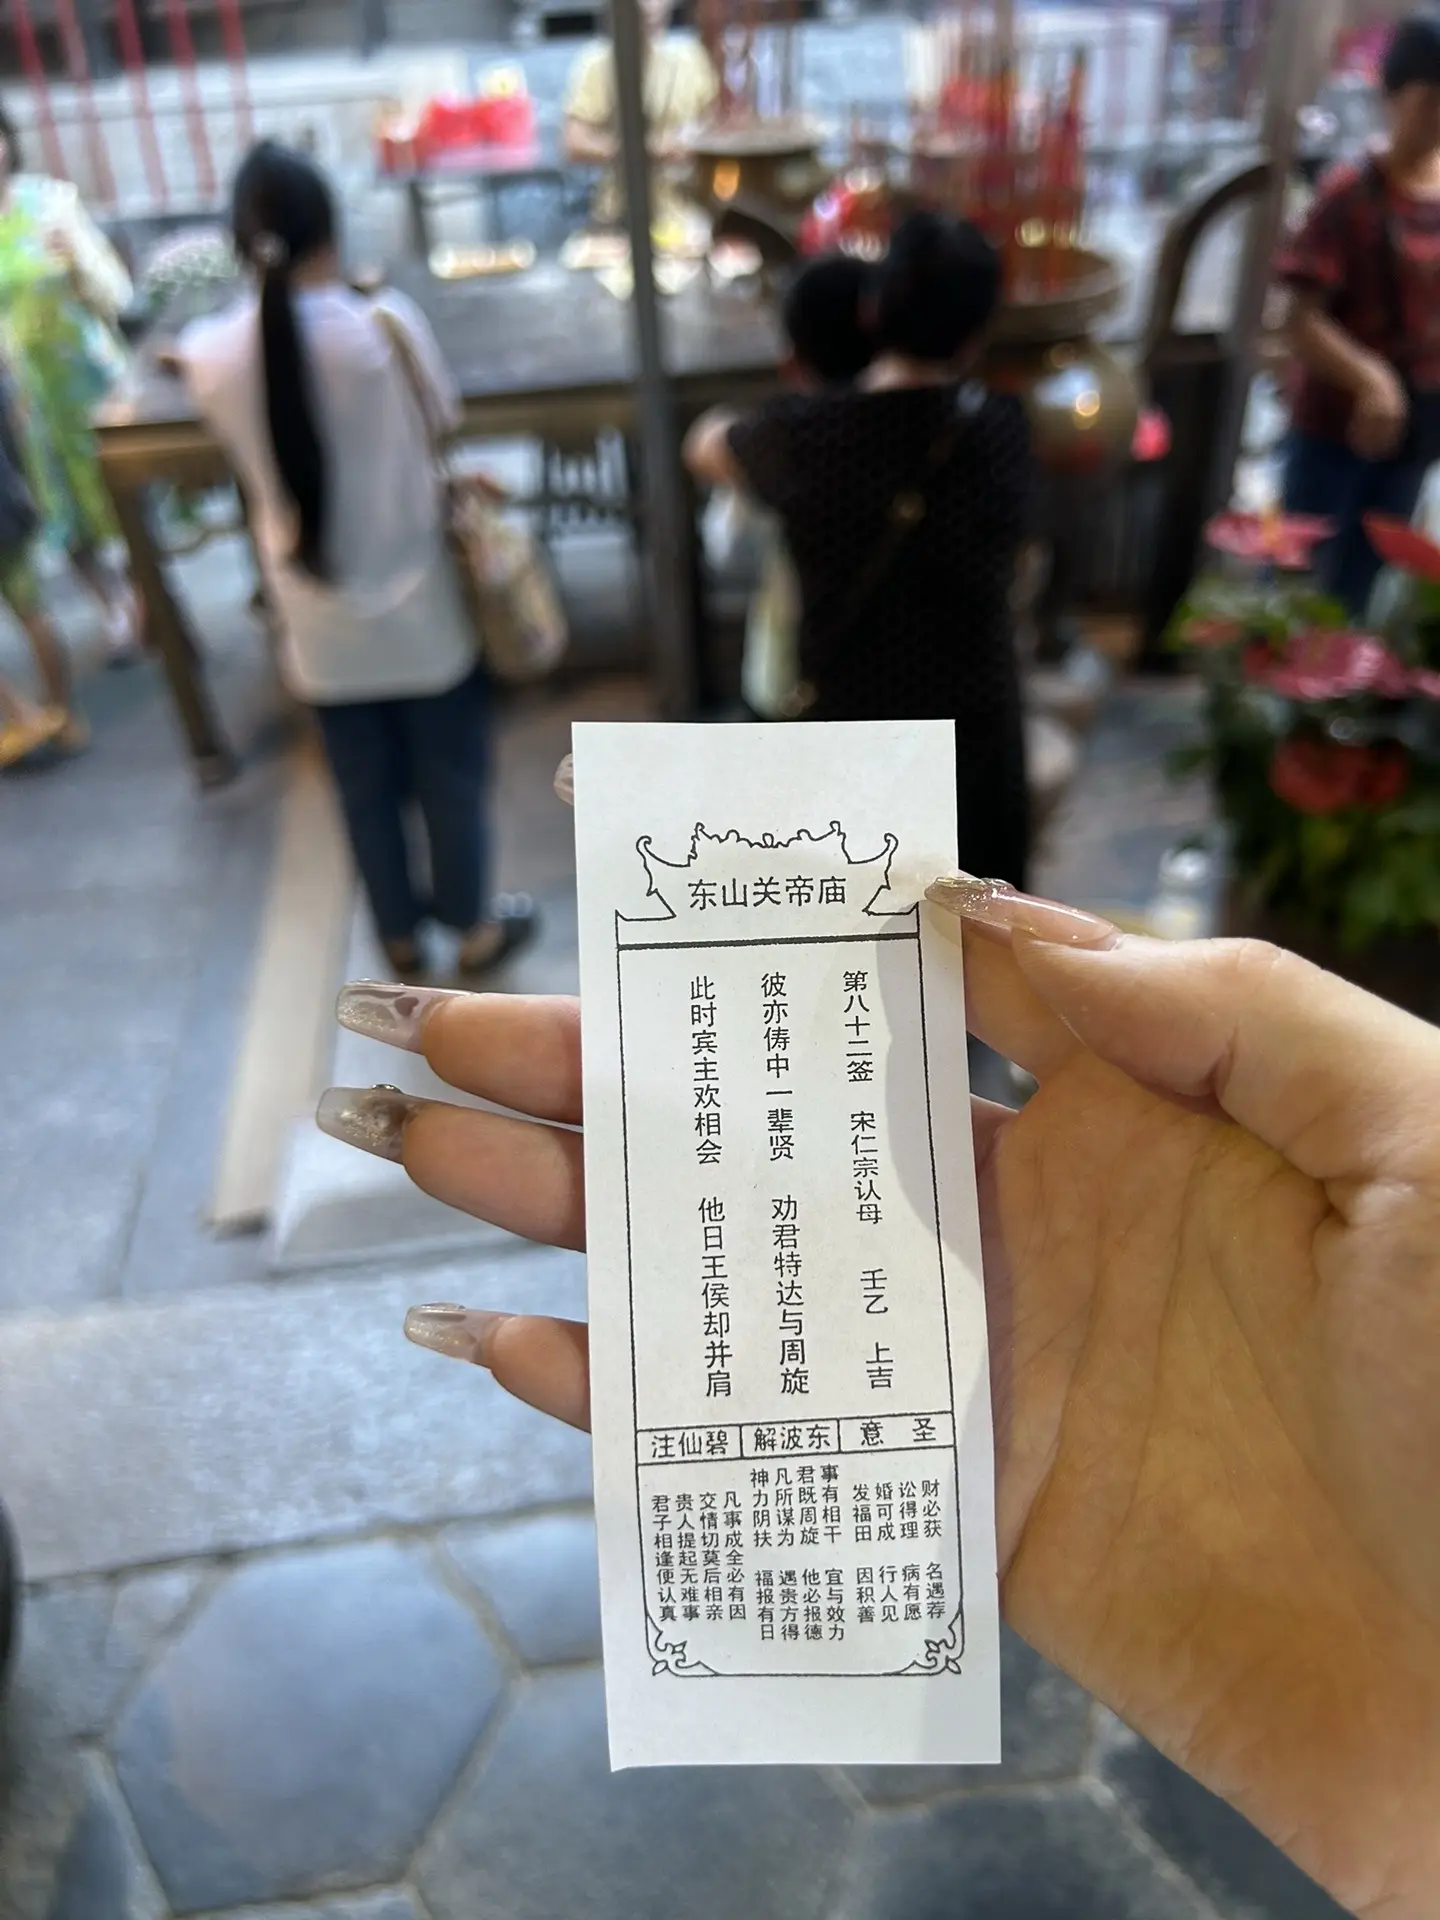 东山关帝庙
第八十二签 宋仁宗认母 壬乙 上吉
彼亦俦中一辈贤 劝君特达与周旋
此时宾主欢相会 他日王侯却并肩
圣意
财必获 名遇荐
讼得理 病有愿
婚可成 行人见
发福田 因积善
东波解
事有相干 宜与效力
君既周旋 他必报德
凡所谋为 遇贵方得
神力阴扶 福报有日
碧仙注
凡事成全必有因
交情切莫后相亲
贵人提起无难事
君子相逢便认真